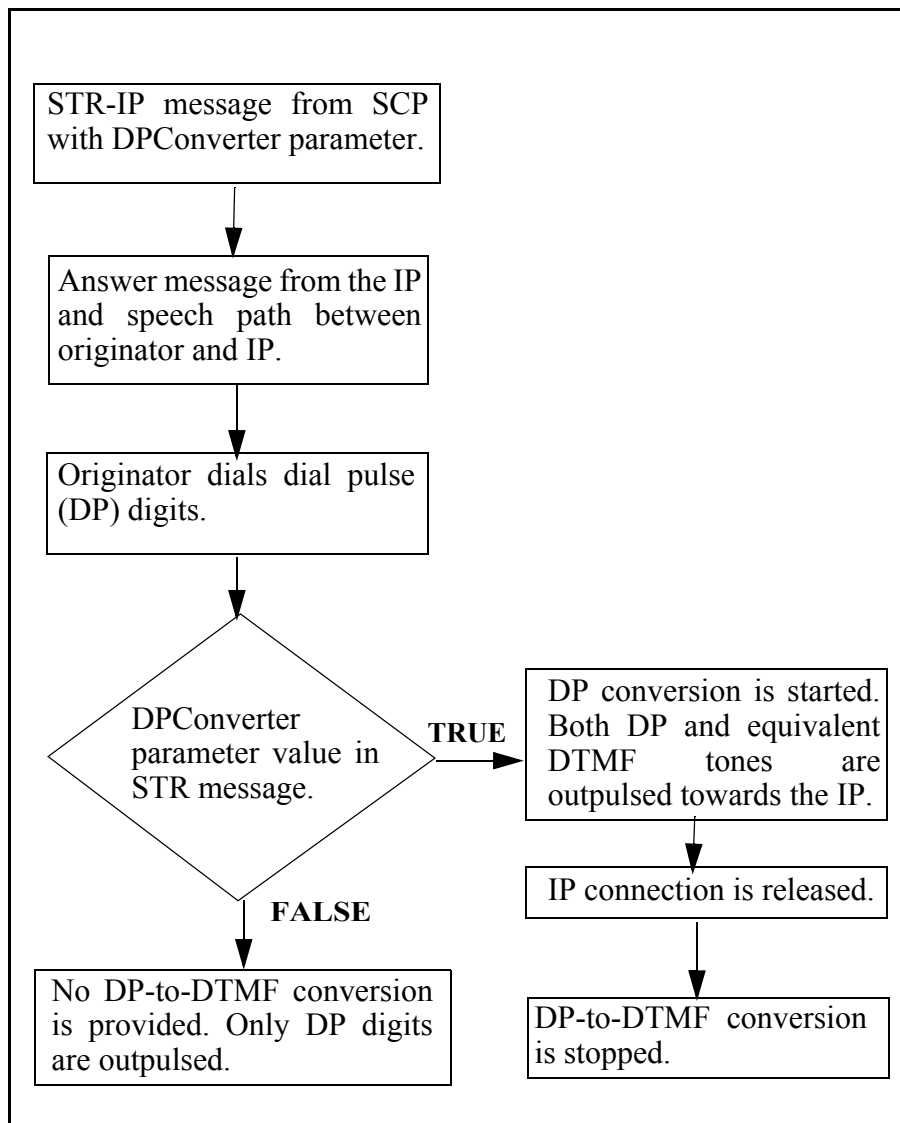 STR-IP message from SCP
with DPConverter parameter.
Answer message from the IP
and speech path between
originator and IP.
Originator dials dial pulse
(DP) digits.
DPConverter
parameter value in
STR message.
TRUE
DP conversion is started.
Both DP and equivalent
DTMF tones are
outpulsed towards the IP.
IP connection is released.
FALSE
No DP-to-DTMF conversion
is provided. Only DP digits
are outpulsed.
DP-to-DTMF conversion
is stopped.